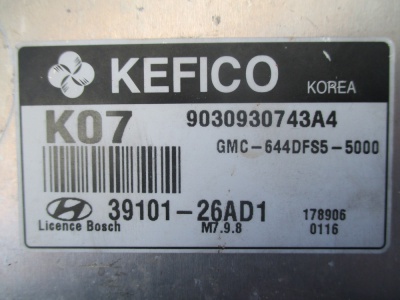 KEFICO KOREA
K07 9030930743A4
GMC-644DFS5-5000
39101-26AD1 178906
Licence Bosch M7.9.8 0116